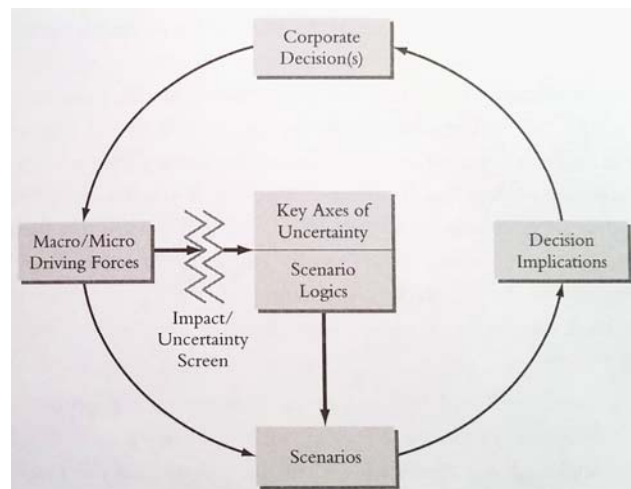 Corporate
Decision(s)
Macro/Micro
Driving Forces
Impact/
Uncertainty
Screen
Key Axes of
Uncertainty
Scenario
Logics
Decision
Implications
Scenarios